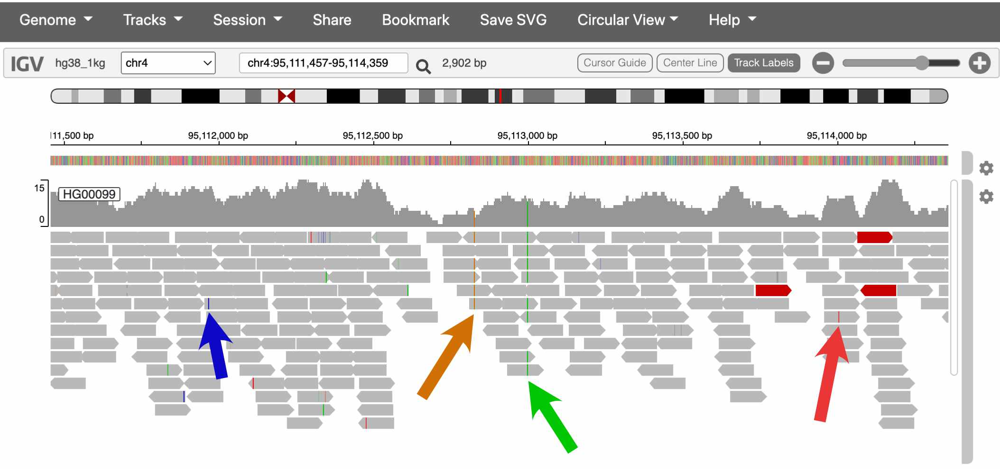 Genome Tracks Session Share Bookmark Save SVG Circular View Help
IGV hg38_1kg chr4 chr4:95,111,457-95,114,359 2,902 bp Cursor Guide Center Line Track Labels
11,500 bp 95,112,000 bp 95,112,500 bp 95,113,000 bp 95,113,500 bp 95,114,000 bp
15
HG00099
0